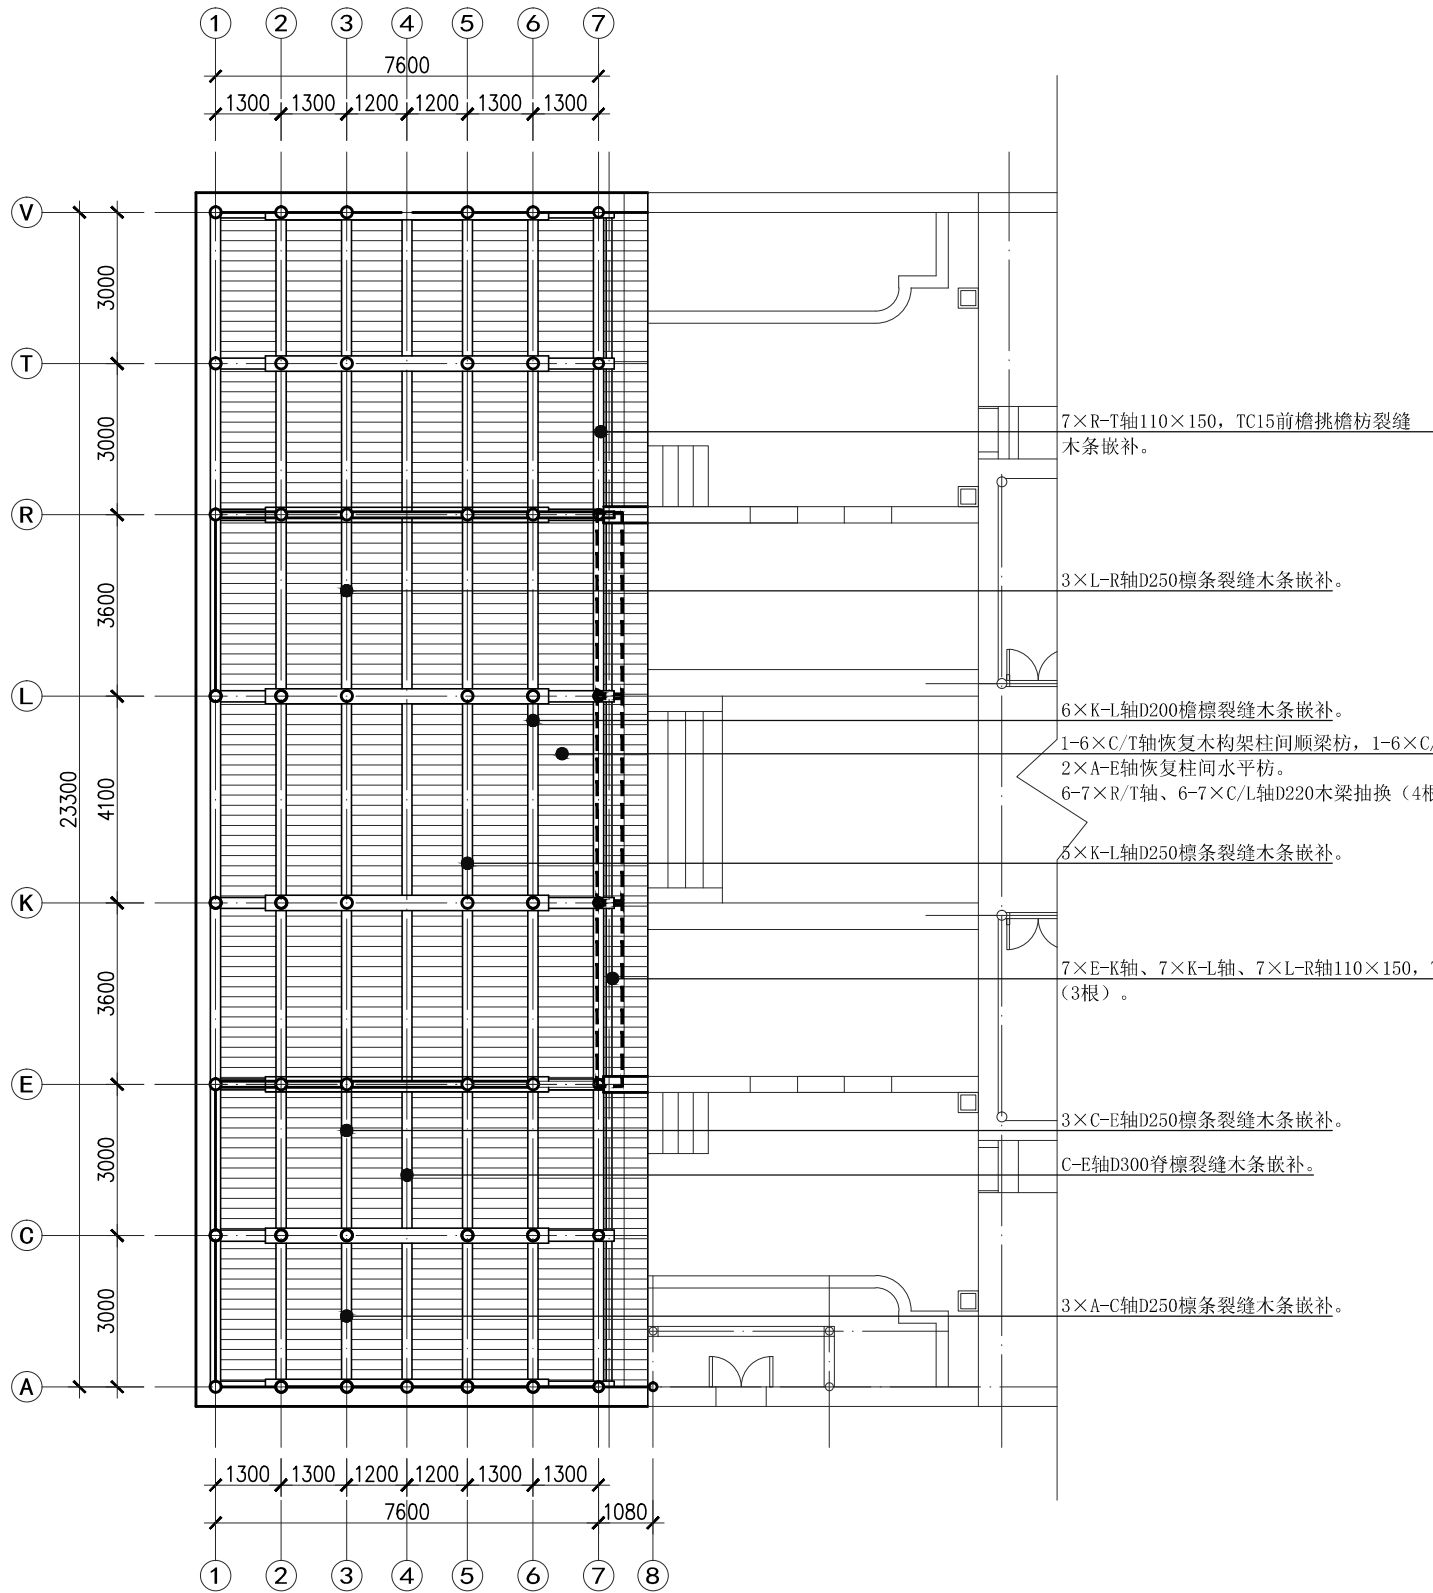 1 2 3 4 5 6 7
7600
1300 1300 1200 1200 1300 1300
V
3000
T
3000
7×R-T轴110×150，TC15前檐挑檐枋裂缝
木条嵌补。
R
3600
3×L-R轴D250檩条裂缝木条嵌补。
L
6×K-L轴D200檐檩裂缝木条嵌补。
1-6×C/T轴恢复木构架柱间顺梁枋，1-6×C/
2×A-E轴恢复柱间水平枋。
6-7×R/T轴、6-7×C/L轴D220木梁抽换（4根
23300
4100
5×K-L轴D250檩条裂缝木条嵌补。
K
7×E-K轴、7×K-L轴、7×L-R轴110×150，
（3根）。
3600
E
3×C-E轴D250檩条裂缝木条嵌补。
3000
C-E轴D300脊檩裂缝木条嵌补。
C
3000
3×A-C轴D250檩条裂缝木条嵌补。
A
1300 1300 1200 1200 1300 1300
7600 1080
1 2 3 4 5 6 7 8